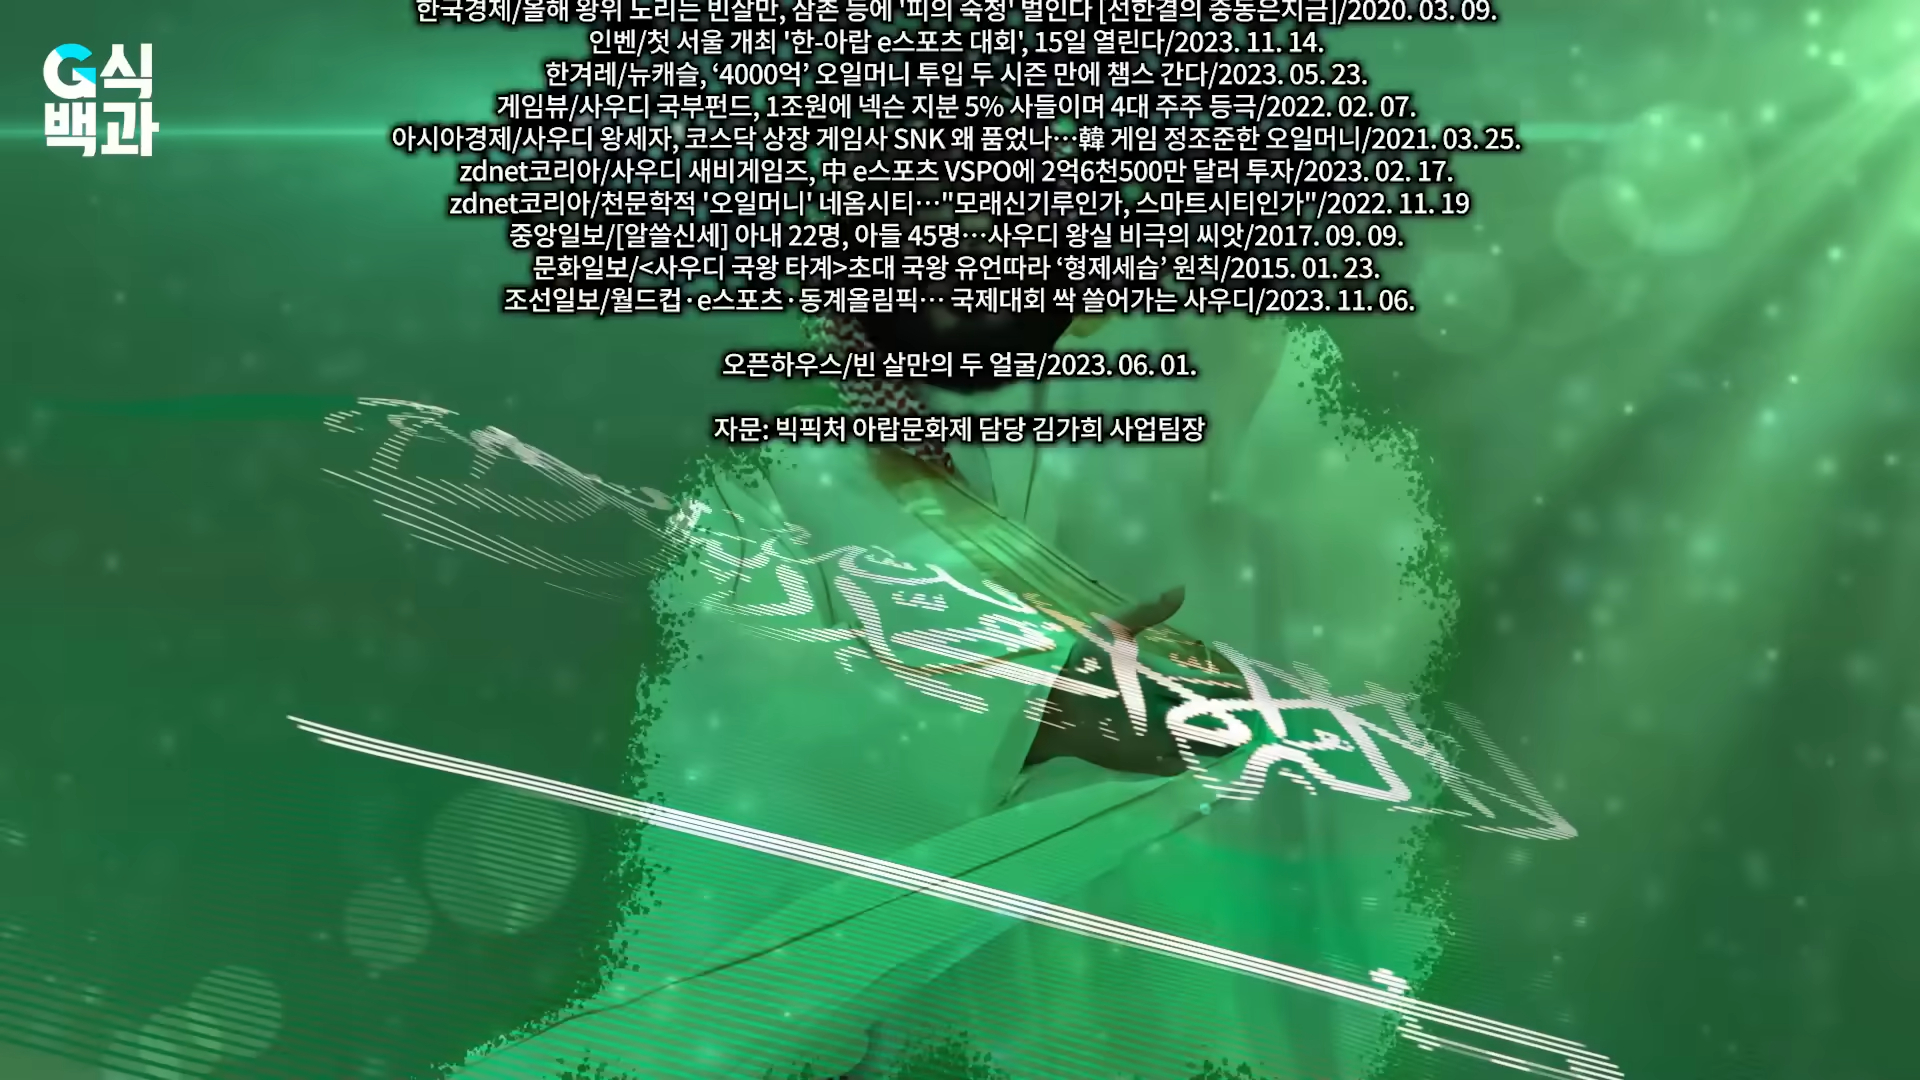 G식
백과
한국경제/올해 왕위 노리는 빈살만, 삼촌 등에 '피의 숙청' 벌인다 [선한결의 중동은지금]/2020. 03. 09.
인벤/첫 서울 개최 '한-아랍 e스포츠 대회', 15일 열린다/2023. 11. 14.
한겨레/뉴캐슬, ‘4000억’ 오일머니 투입 두 시즌 만에 챔스 간다/2023. 05. 23.
게임뷰/사우디 국부펀드, 1조원에 넥슨 지분 5% 사들이며 4대 주주 등극/2022. 02. 07.
아시아경제/사우디 왕세자, 코스닥 상장 게임사 SNK 왜 품었나…韓 게임 정조준한 오일머니/2021. 03. 25.
zdnet코리아/사우디 새비게임즈, 中 e스포츠 VSPO에 2억6천500만 달러 투자/2023. 02. 17.
zdnet코리아/천문학적 '오일머니' 네옴시티…"모래신기루인가, 스마트시티인가"/2022. 11. 19
중앙일보/[알쓸신세] 아내 22명, 아들 45명…사우디 왕실 비극의 씨앗/2017. 09. 09.
문화일보/<사우디 국왕 타계>초대 국왕 유언따라 ‘형제세습’ 원칙/2015. 01. 23.
조선일보/월드컵·e스포츠·동계올림픽… 국제대회 싹 쓸어가는 사우디/2023. 11. 06.
오픈하우스/빈 살만의 두 얼굴/2023. 06. 01.
자문: 빅픽처 아랍문화제 담당 김가희 사업팀장